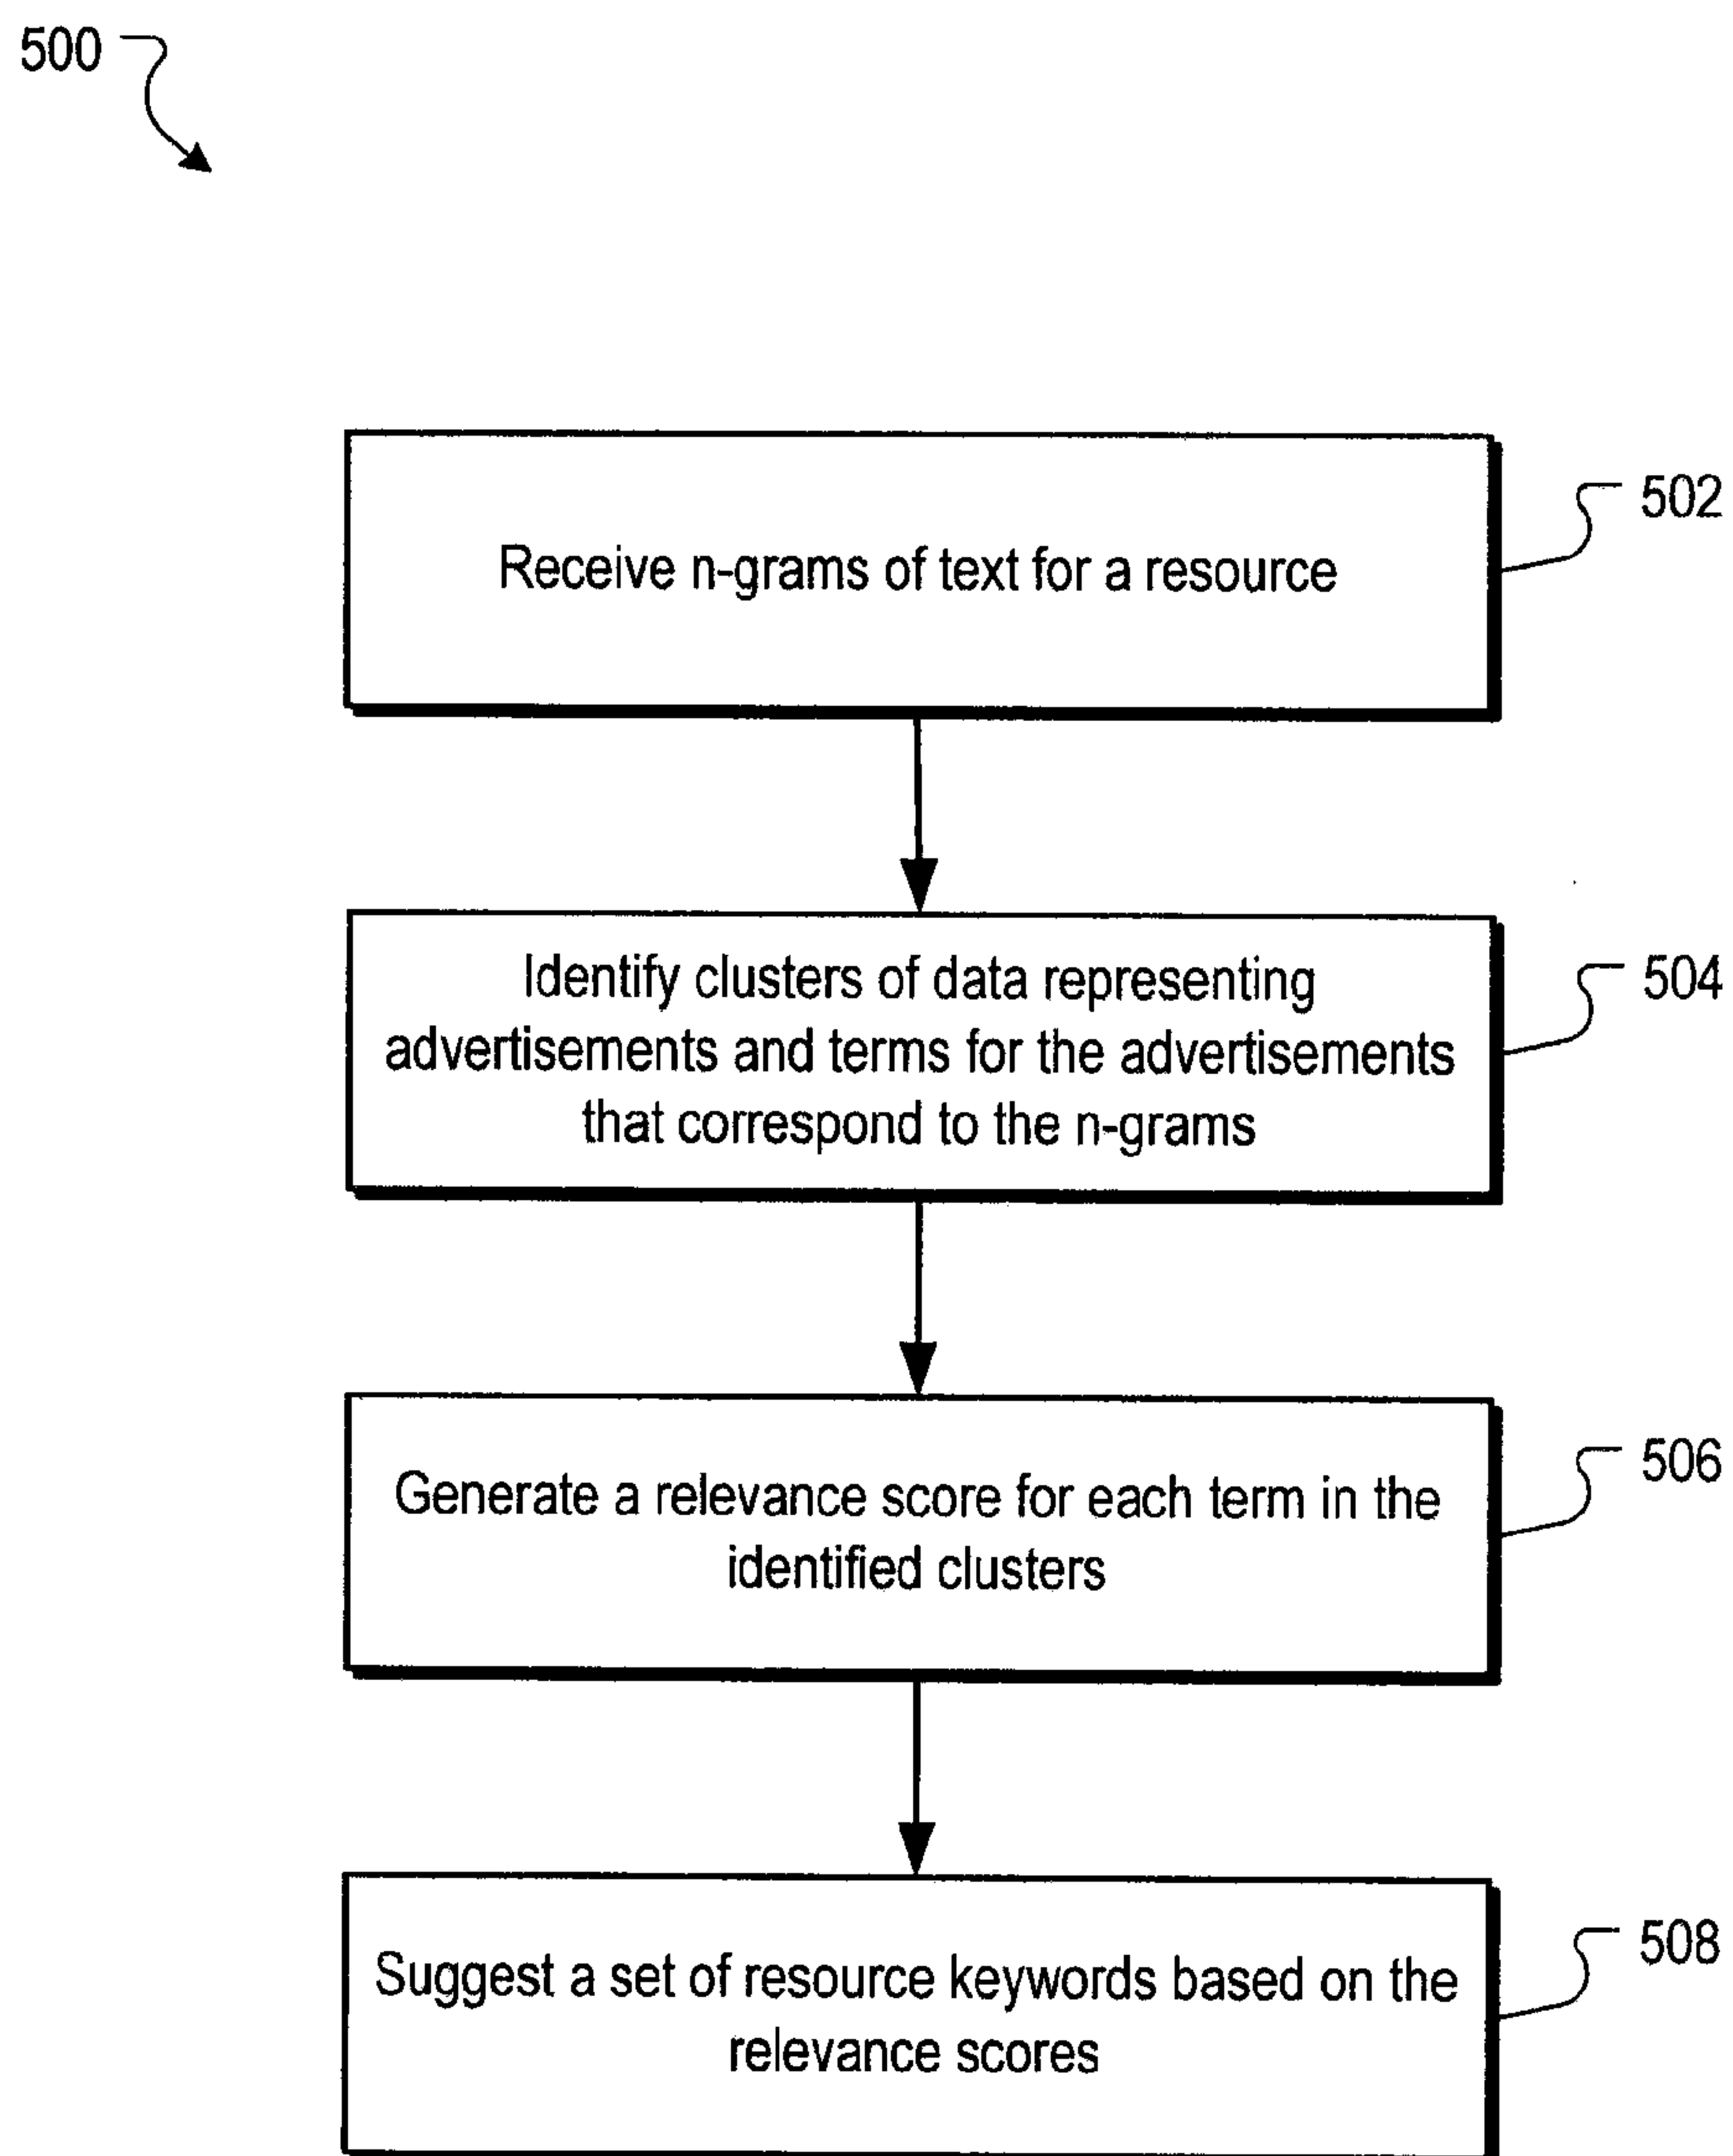 500
Receive n-grams of text for a resource
502
Identify clusters of data representing
advertisements and terms for the advertisements
that correspond to the n-grams
504
Generate a relevance score for each term in the
identified clusters
506
Suggest a set of resource keywords based on the
relevance scores
508